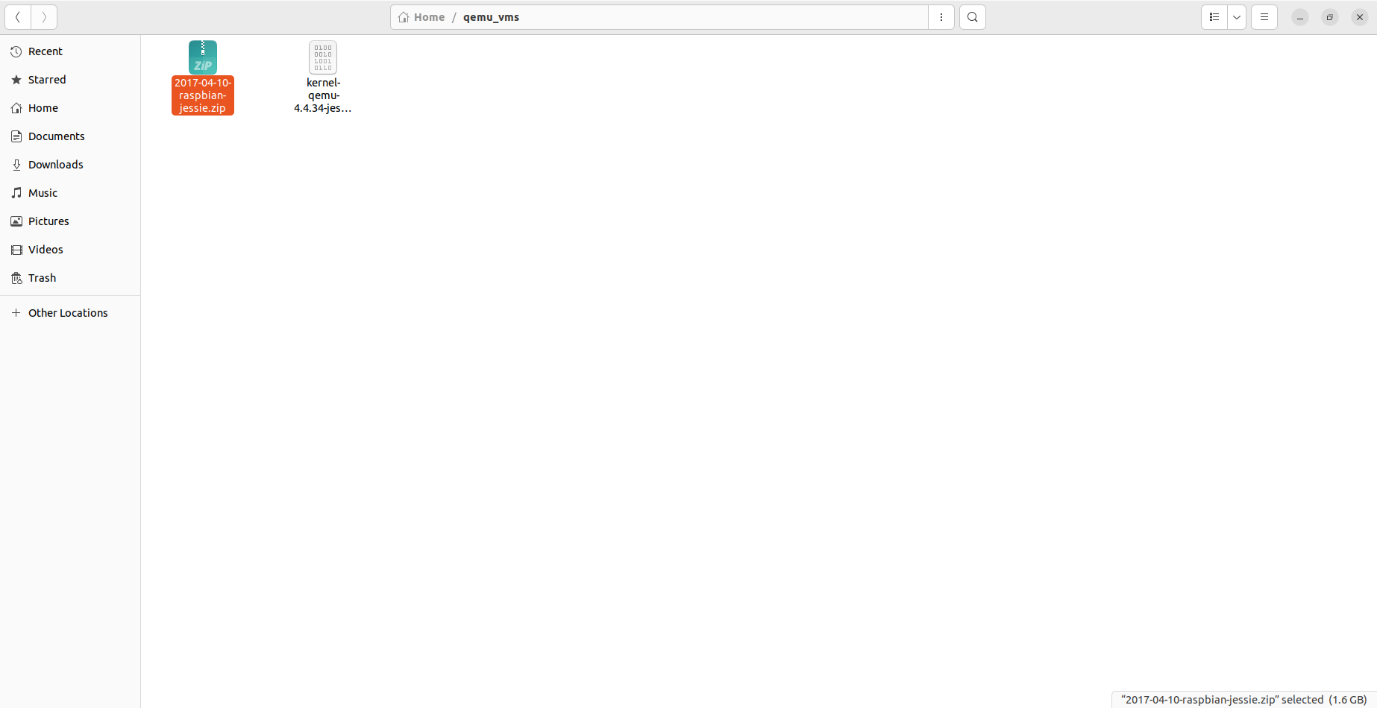 Home / qemu_vms
Recent
Starred
Home
Documents
Downloads
Music
Pictures
Videos
Trash
Other Locations
ZIP
2017-04-10-
raspbian-
jessie.zip
0100
0010
1001
0110
kernel-
qemu-
4.4.34-jes...
"2017-04-10-raspbian-jessie.zip" selected (1.6 GB)